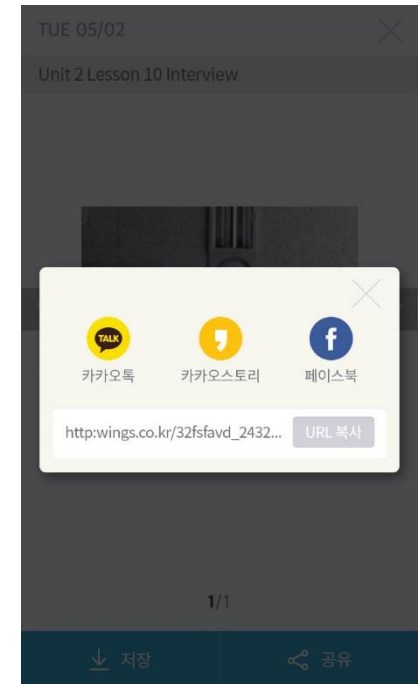 TUE 05/02
Unit 2 Lesson 10 Interview
TALK
카카오톡 카카오스토리 페이스북
http:wings.co.kr/32fsfavd_2432... URL 복사
1/1
저장 공유